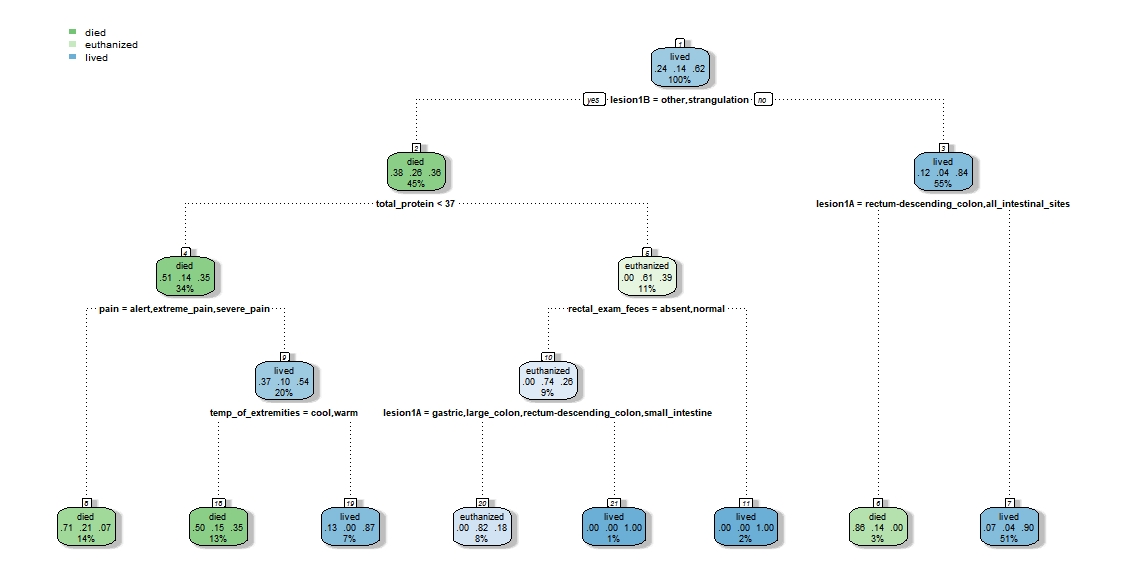 died
euthanized
lived
1
lived
.24 .14 .62
100%
yes lesion1B = other,strangulation no
2
died
.38 .26 .36
45%
3
lived
.12 .04 .84
55%
total_protein < 37
lesion1A = rectum-descending_colon,all_intestinal_sites
4
died
.51 .14 .35
34%
5
euthanized
.00 .61 .39
11%
pain = alert,extreme_pain,severe_pain
rectal_exam_feces = absent,normal
9
lived
.37 .10 .54
20%
10
euthanized
.00 .74 .26
9%
temp_of_extremities = cool,warm
lesion1A = gastric,large_colon,rectum-descending_colon,small_intestine
8
died
.71 .21 .07
14%
18
died
.50 .15 .35
13%
19
lived
.13 .00 .87
7%
20
euthanized
.00 .82 .18
8%
21
lived
.00 .00 1.00
1%
11
lived
.00 .00 1.00
2%
6
died
.86 .14 .00
3%
7
lived
.07 .04 .90
51%